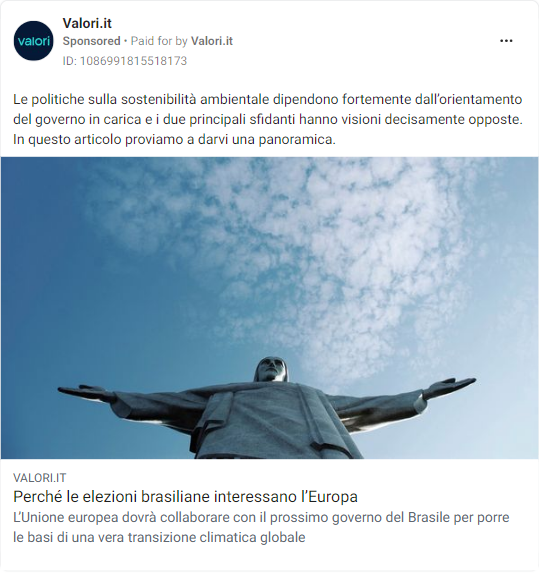 valori
Valori.it
Sponsored • Paid for by Valori.it
ID: 1086991815518173
Le politiche sulla sostenibilità ambientale dipendono fortemente dall’orientamento
del governo in carica e i due principali sfidanti hanno visioni decisamente opposte.
In questo articolo proviamo a darvi una panoramica.
VALORI.IT
Perché le elezioni brasiliane interessano l’Europa
L’Unione europea dovrà collaborare con il prossimo governo del Brasile per porre
le basi di una vera transizione climatica globale